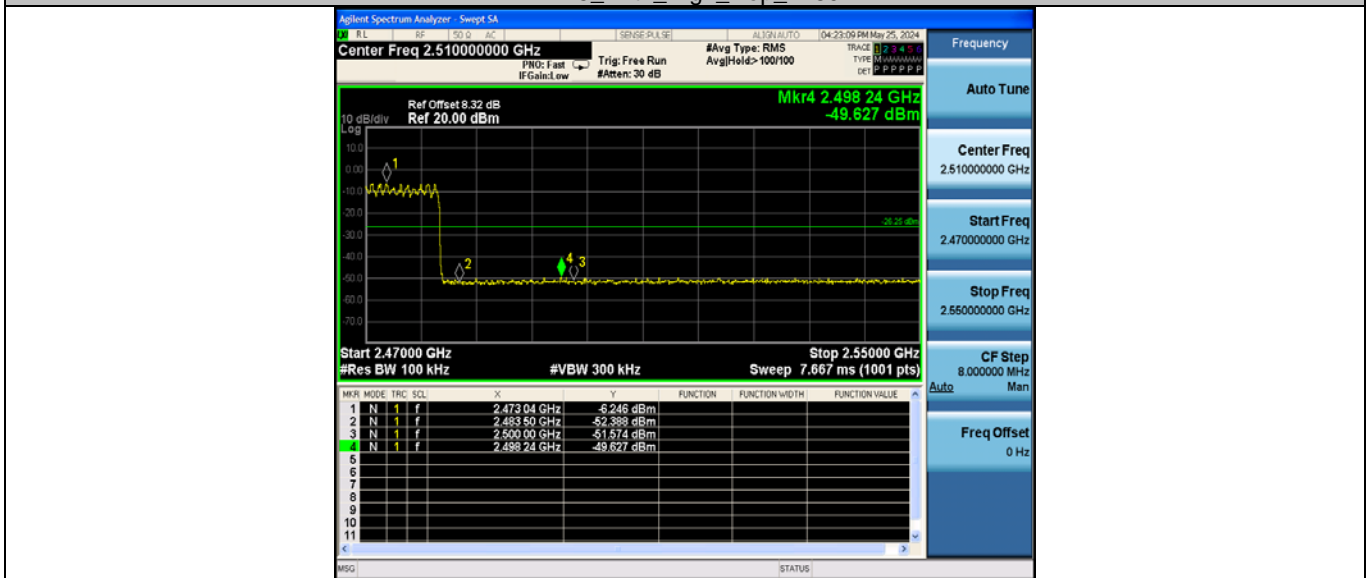 Agilent Spectrum Analyzer - Swept SA
RL RF 50 Ω AC SENSE:PULSE ALIGN AUTO 04:23:09 PM May 25, 2024
Center Freq 2.510000000 GHz
PNO: Fast
IFGain:Low
Trig: Free Run
#Atten: 30 dB
#Avg Type: RMS
Avg|Hold:> 100/100
TRACE 1 2 3 4 5 6
TYPE MWWWWW
DET P P P P P P
Mkr4 2.498 24 GHz
-49.627 dBm
Ref Offset 8.32 dB
10 dB/div Ref 20.00 dBm
Log
10.0
0.00
-10.0
-20.0
-30.0
-40.0
-50.0
-60.0
-70.0
1
2
4
3
-26.25 dBm
Start 2.47000 GHz Stop 2.55000 GHz
#Res BW 100 kHz #VBW 300 kHz Sweep 7.667 ms (1001 pts)
MKR MODE TRC SCL X Y FUNCTION FUNCTION WIDTH FUNCTION VALUE
1 N 1 f 2.473 04 GHz -6.246 dBm
2 N 1 f 2.483 50 GHz -52.388 dBm
3 N 1 f 2.500 00 GHz -51.574 dBm
4 N 1 f 2.498 24 GHz -49.627 dBm
5
6
7
8
9
10
11
MSG STATUS
Frequency
Auto Tune
Center Freq
2.510000000 GHz
Start Freq
2.470000000 GHz
Stop Freq
2.550000000 GHz
CF Step
8.000000 MHz
Auto Man
Freq Offset
0 Hz